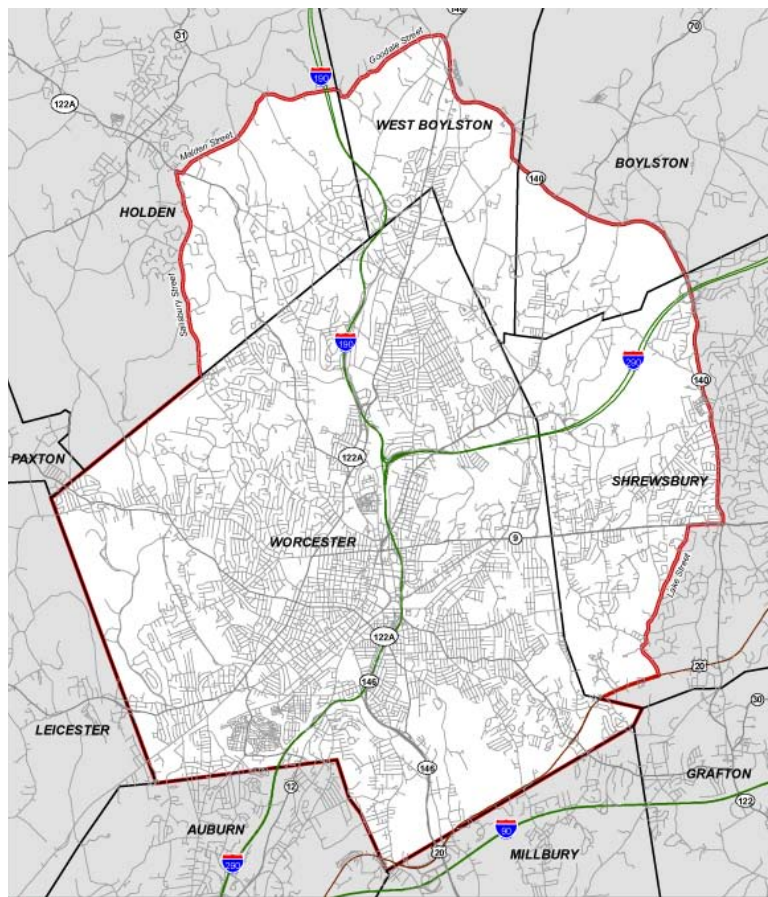 140
31
70
Goodale Street
190
122A
WEST BOYLSTON
Malden Street
BOYLSTON
140
HOLDEN
Salisbury Street
190
290
140
122A
PAXTON
SHREWSBURY
9
WORCESTER
Lake Street
122A
20
146
30
LEICESTER
146
GRAFTON
12
122
AUBURN
90
20
MILLBURY
290